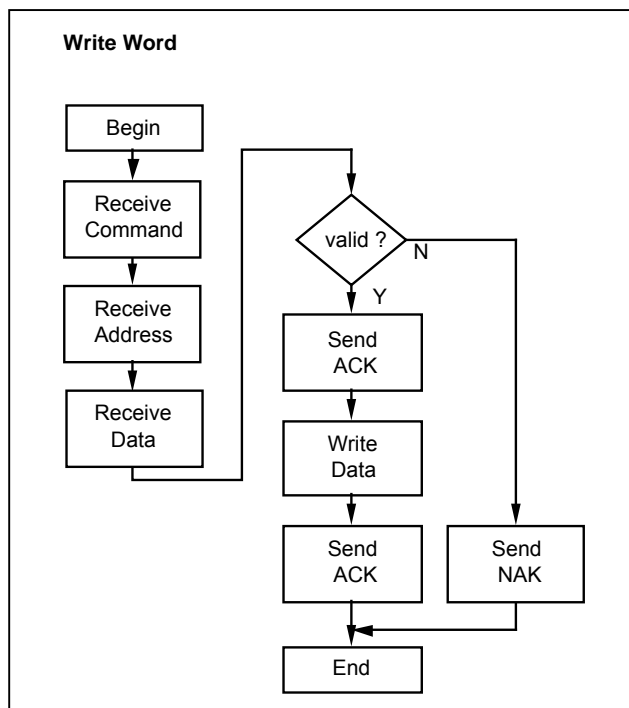 Write Word
Begin
Receive
Command
Receive
Address
Receive
Data
valid ?
N
Y
Send
ACK
Write
Data
Send
ACK
Send
NAK
End